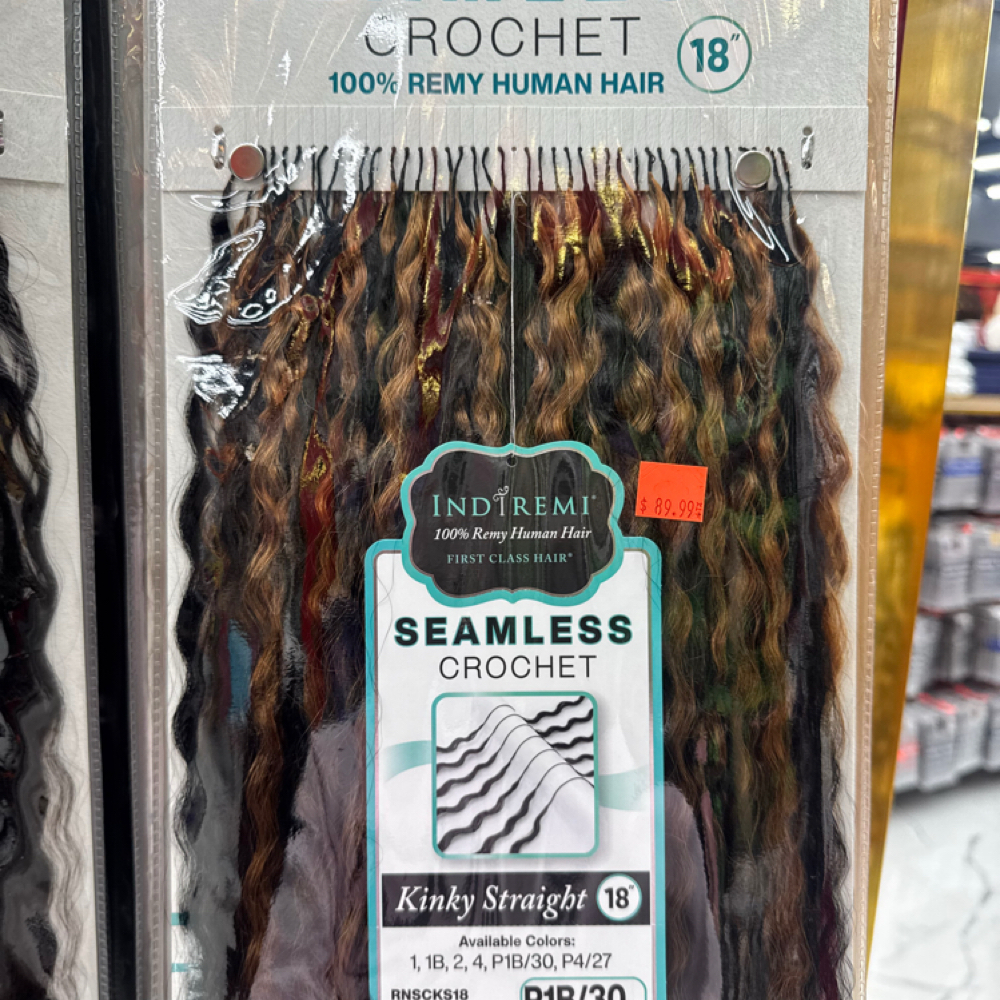 CROCHET
18"
100% REMY HUMAN HAIR
$ 89.99
INDIREMI®
100% Remy Human Hair
FIRST CLASS HAIR®
SEAMLESS
CROCHET
Kinky Straight 18"
Available Colors:
1, 1B, 2, 4, P1B/30, P4/27
RNSCKS18
P1B/30